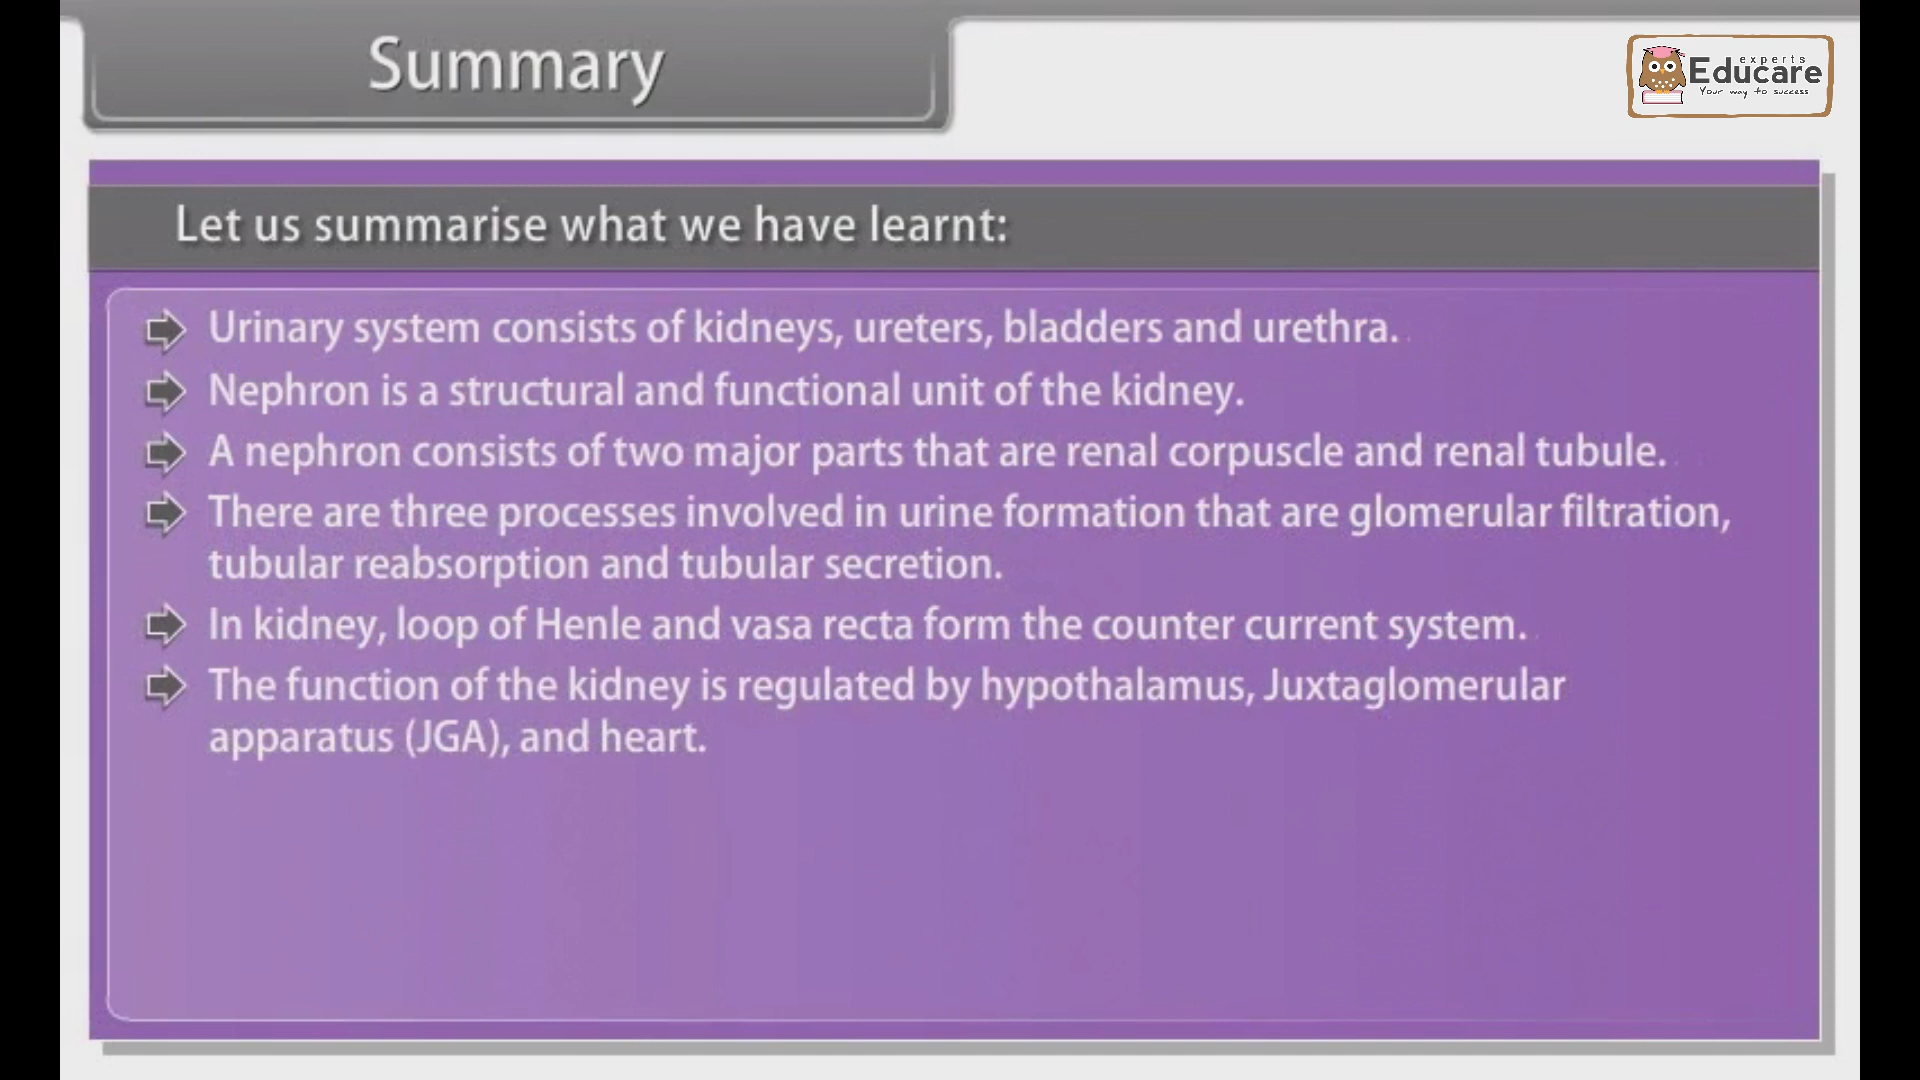 Summary
experts
Educare
Your way to success
Let us summarise what we have learnt:
Urinary system consists of kidneys, ureters, bladders and urethra.
Nephron is a structural and functional unit of the kidney.
A nephron consists of two major parts that are renal corpuscle and renal tubule.
There are three processes involved in urine formation that are glomerular filtration,
tubular reabsorption and tubular secretion.
In kidney, loop of Henle and vasa recta form the counter current system.
The function of the kidney is regulated by hypothalamus, Juxtaglomerular
apparatus (JGA), and heart.